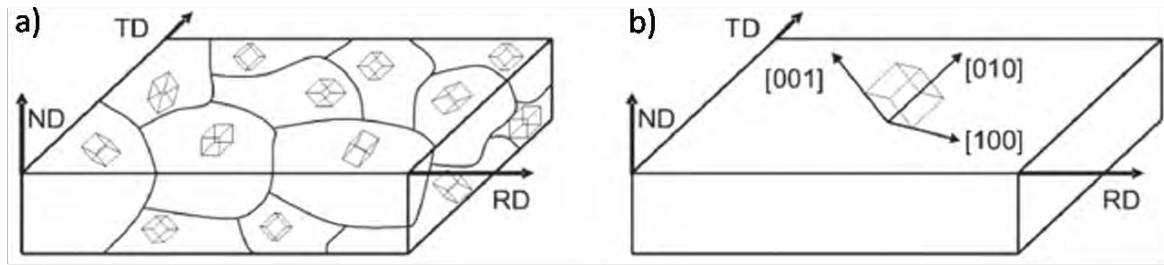 a)
TD
ND
RD
b)
TD
[001]
[010]
ND
[100]
RD